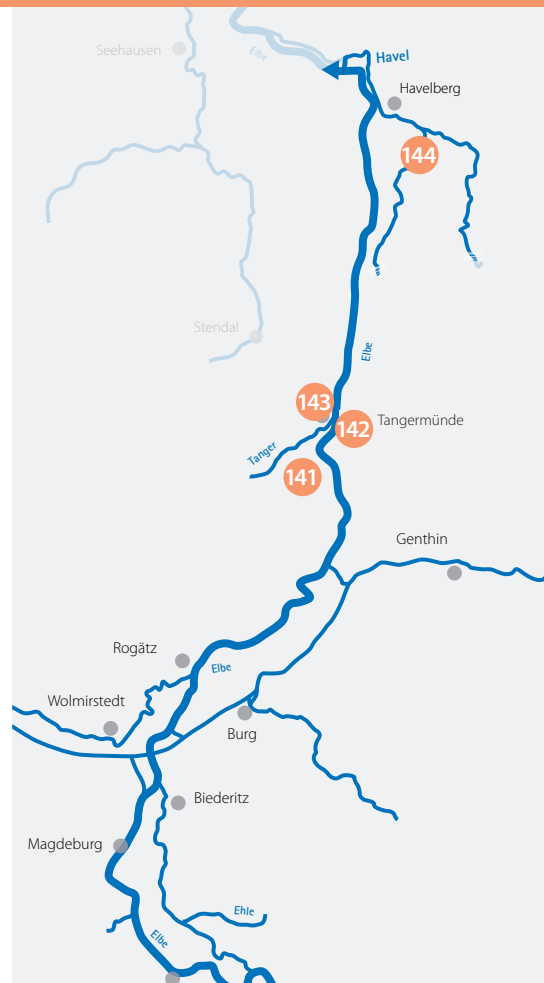 Elbe
Seehausen
Havel
Havelberg
144
Stendal
Elbe
143
142
Tangermünde
Tanger
141
Genthin
Rogätz
Elbe
Wolmirstedt
Burg
Biederitz
Magdeburg
Ehle
Elbe